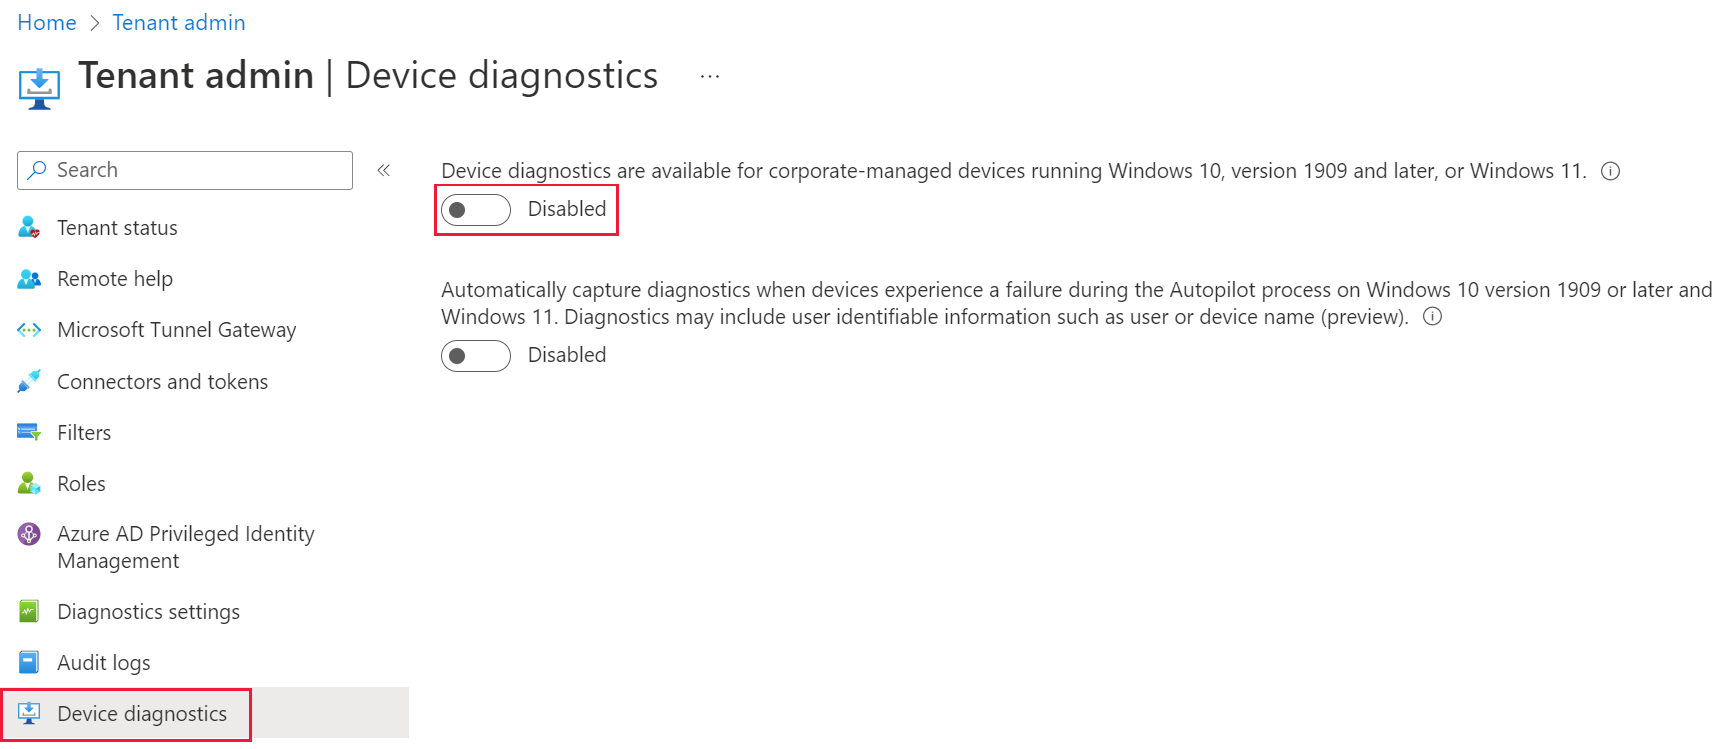 Home > Tenant admin
Tenant admin | Device diagnostics ...
Search «
Tenant status
Remote help
Microsoft Tunnel Gateway
Connectors and tokens
Filters
Roles
Azure AD Privileged Identity
Management
Diagnostics settings
Audit logs
Device diagnostics
Device diagnostics are available for corporate-managed devices running Windows 10, version 1909 and later, or Windows 11.
Disabled
Automatically capture diagnostics when devices experience a failure during the Autopilot process on Windows 10 version 1909 or later and
Windows 11. Diagnostics may include user identifiable information such as user or device name (preview).
Disabled